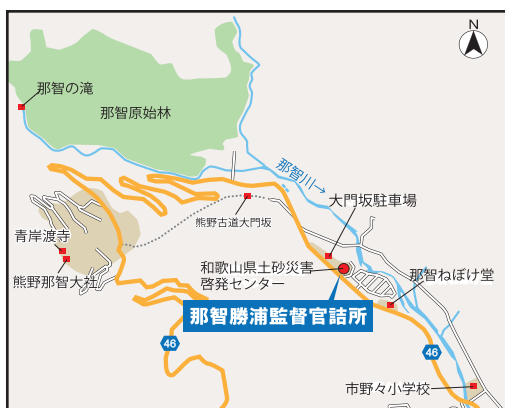 N
那智の滝
那智原始林
那智川→
大門坂駐車場
熊野古道大門坂
青岸渡寺
熊野那智大社
和歌山県土砂災害
啓発センター
那智ねぼけ堂
那智勝浦監督官詰所
46
46
市野々小学校